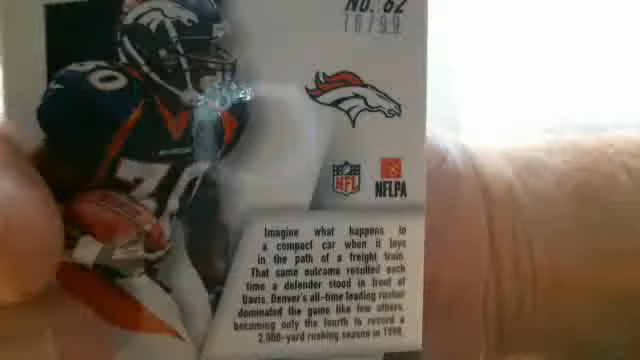 No. 82
76/99
30
NFL
NFLPA
Imagine what happens to
a compact car when it lays
in the path of a freight train.
That same outcome resulted each
time a defender stood in front of
Davis. Denver's all-time leading rusher
dominated the game like few others,
becoming only the fourth to record a
2,000-yard rushing season in 1998.